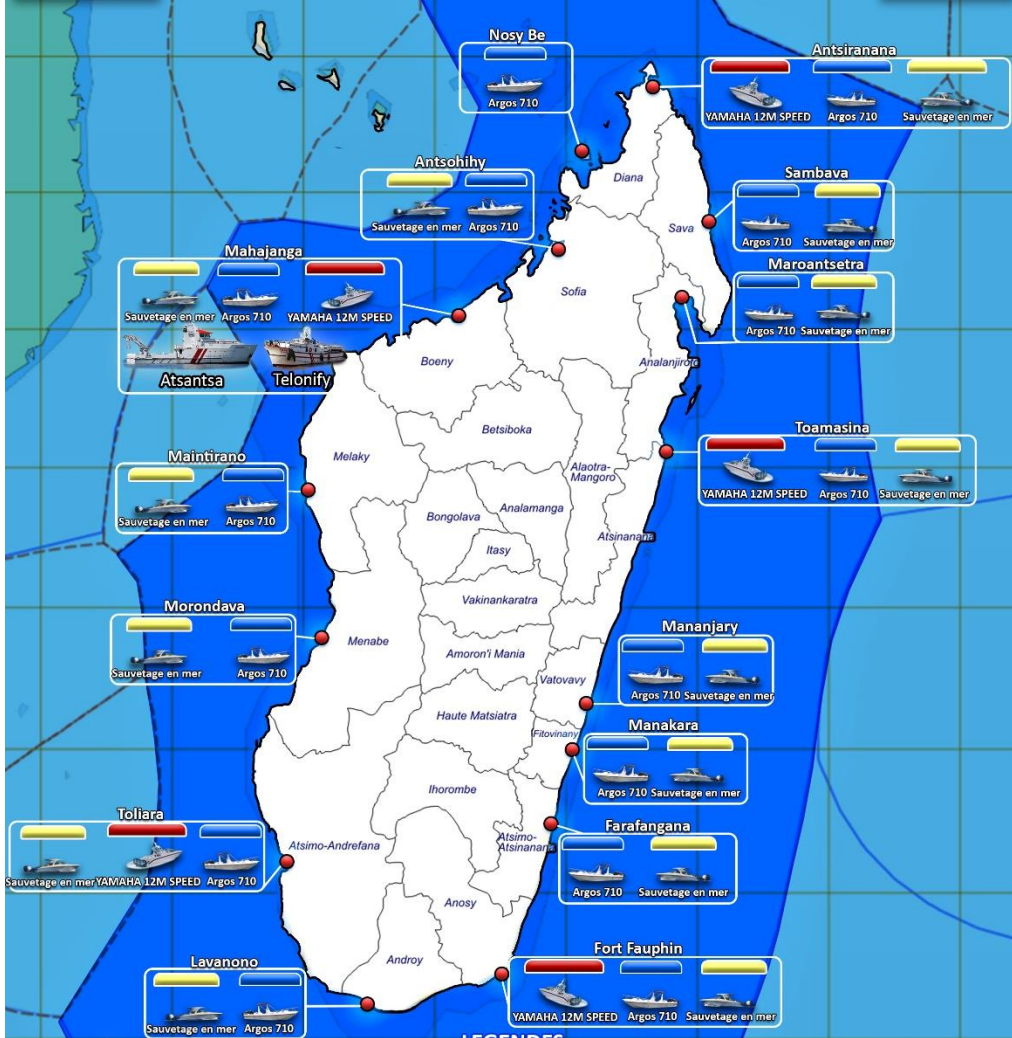 Nosy Be
Argos 710
Antsiranana
YAMAHA 12M SPEED Argos 710 Sauvetage en mer
Antsohihy
Sauvetage en mer Argos 710
Diana
Sambava
Argos 710 Sauvetage en mer
Sava
Mahajanga
Sauvetage en mer Argos 710 YAMAHA 12M SPEED
Atsantsa Telonify
Maroantsetra
Argos 710 Sauvetage en mer
Sofia
Boeny
Analanjirofo
Betsiboka
Toamasina
YAMAHA 12M SPEED Argos 710 Sauvetage en mer
Maintirano
Sauvetage en mer Argos 710
Melaky
Alaotra-
Mangoro
Bongolava
Analamanga
Atsinanana
Itasy
Vakinankaratra
Morondava
Sauvetage en mer Argos 710
Menabe
Amoron'i Mania
Mananjary
Argos 710 Sauvetage en mer
Vatovavy
Haute Matsiatra
Fitovinany
Manakara
Argos 710 Sauvetage en mer
Ihorombe
Toliara
Sauvetage en mer YAMAHA 12M SPEED Argos 710
Atsimo-Andrefana
Atsimo-
Atsinanana
Farafangana
Argos 710 Sauvetage en mer
Anosy
Androy
Fort Fauphin
YAMAHA 12M SPEED Argos 710 Sauvetage en mer
Lavanono
Sauvetage en mer Argos 710
LEGENDES